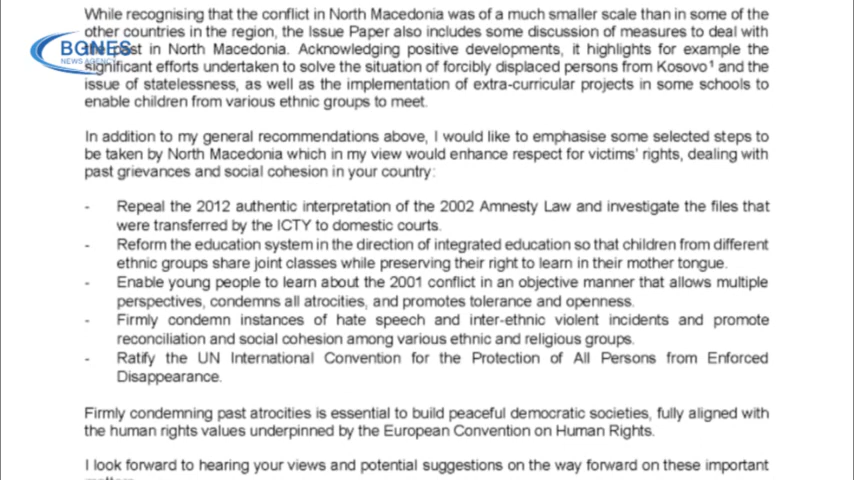 While recognising that the conflict in North Macedonia was of a much smaller scale than in some of the
other countries in the region, the Issue Paper also includes some discussion of measures to deal with
the past in North Macedonia. Acknowledging positive developments, it highlights for example the
significant efforts undertaken to solve the situation of forcibly displaced persons from Kosovo¹ and the
issue of statelessness, as well as the implementation of extra-curricular projects in some schools to
enable children from various ethnic groups to meet.
BGNES
NEWS AGENCY
In addition to my general recommendations above, I would like to emphasise some selected steps to
be taken by North Macedonia which in my view would enhance respect for victims' rights, dealing with
past grievances and social cohesion in your country:
- Repeal the 2012 authentic interpretation of the 2002 Amnesty Law and investigate the files that
were transferred by the ICTY to domestic courts.
- Reform the education system in the direction of integrated education so that children from different
ethnic groups share joint classes while preserving their right to learn in their mother tongue.
- Enable young people to learn about the 2001 conflict in an objective manner that allows multiple
perspectives, condemns all atrocities, and promotes tolerance and openness.
- Firmly condemn instances of hate speech and inter-ethnic violent incidents and promote
reconciliation and social cohesion among various ethnic and religious groups.
- Ratify the UN International Convention for the Protection of All Persons from Enforced
Disappearance.
Firmly condemning past atrocities is essential to build peaceful democratic societies, fully aligned with
the human rights values underpinned by the European Convention on Human Rights.
I look forward to hearing your views and potential suggestions on the way forward on these important